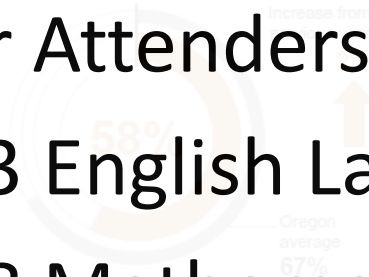 r Attenders
3 English La
Increase from
58%
Oregon
average
67%